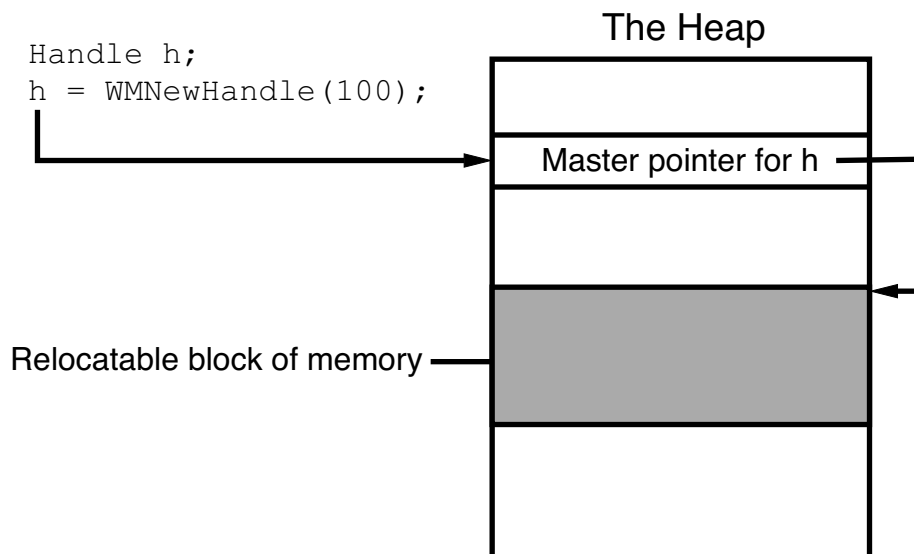 The Heap
Handle h;
h = WMNewHandle(100);
Master pointer for h
Relocatable block of memory